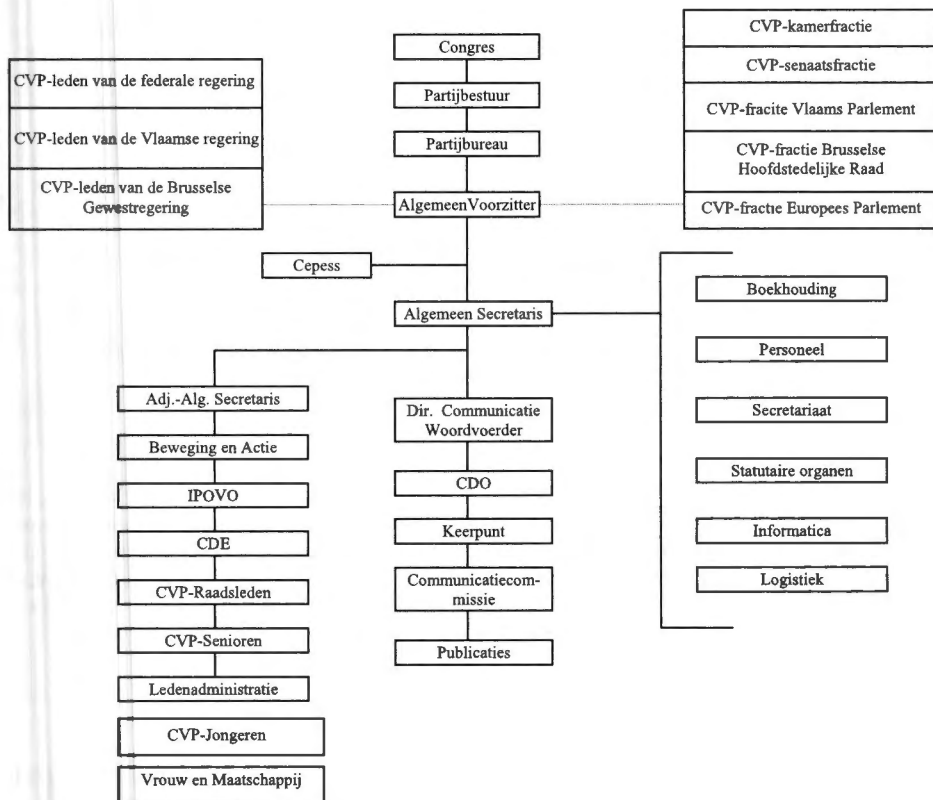 Congres
Partijbestuur
Partijbureau
AlgemeenVoorzitter
CVP-leden van de federale regering
CVP-leden van de Vlaamse regering
CVP-leden van de Brusselse
Gewestregering
CVP-kamerfractie
CVP-senaatsfractie
CVP-fracite Vlaams Parlement
CVP-fractie Brusselse
Hoofdstedelijke Raad
CVP-fractie Europees Parlement
Cepess
Algemeen Secretaris
Boekhouding
Personeel
Secretariaat
Statutaire organen
Informatica
Logistiek
Adj.-Alg. Secretaris
Beweging en Actie
IPOVO
CDE
CVP-Raadsleden
CVP-Senioren
Ledenadministratie
CVP-Jongeren
Vrouw en Maatschappij
Dir. Communicatie
Woordvoerder
CDO
Keerpunt
Communicatiecom-
missie
Publicaties